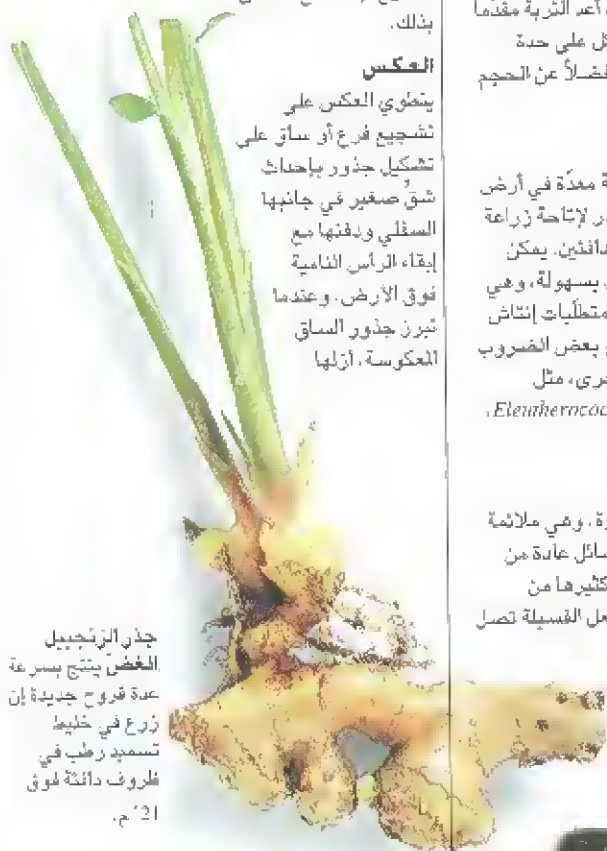 بذلك.
العكس
ينطوي العكس على
تشجيع فرع أو ساق على
تشكيل جذور بإحداث
شقّ صغير في جانبها
السفلي ودفنها مع
إبقاء الرأس النامية
فوق الأرض. وعندما
تبرز جذور الساق
المعكوسة، أزلها
جذر الزنجبيل
الغضّ ينتج بسرعة
عدة فروع جديدة إن
زرع في خليط
تسميد رطب في
ظروف دافئة فوق
21°م.
أعد التربة مقدماً
كل على حدة
فضلاً عن الحجم
معدّة في أرض
لإتاحة زراعة
يمكن
بسهولة، وهي
متطلّبات إنتاش
بعض الضروب
مثل
، وهي ملائمة
عادة من
كثيرها من
الفسيلة تصل